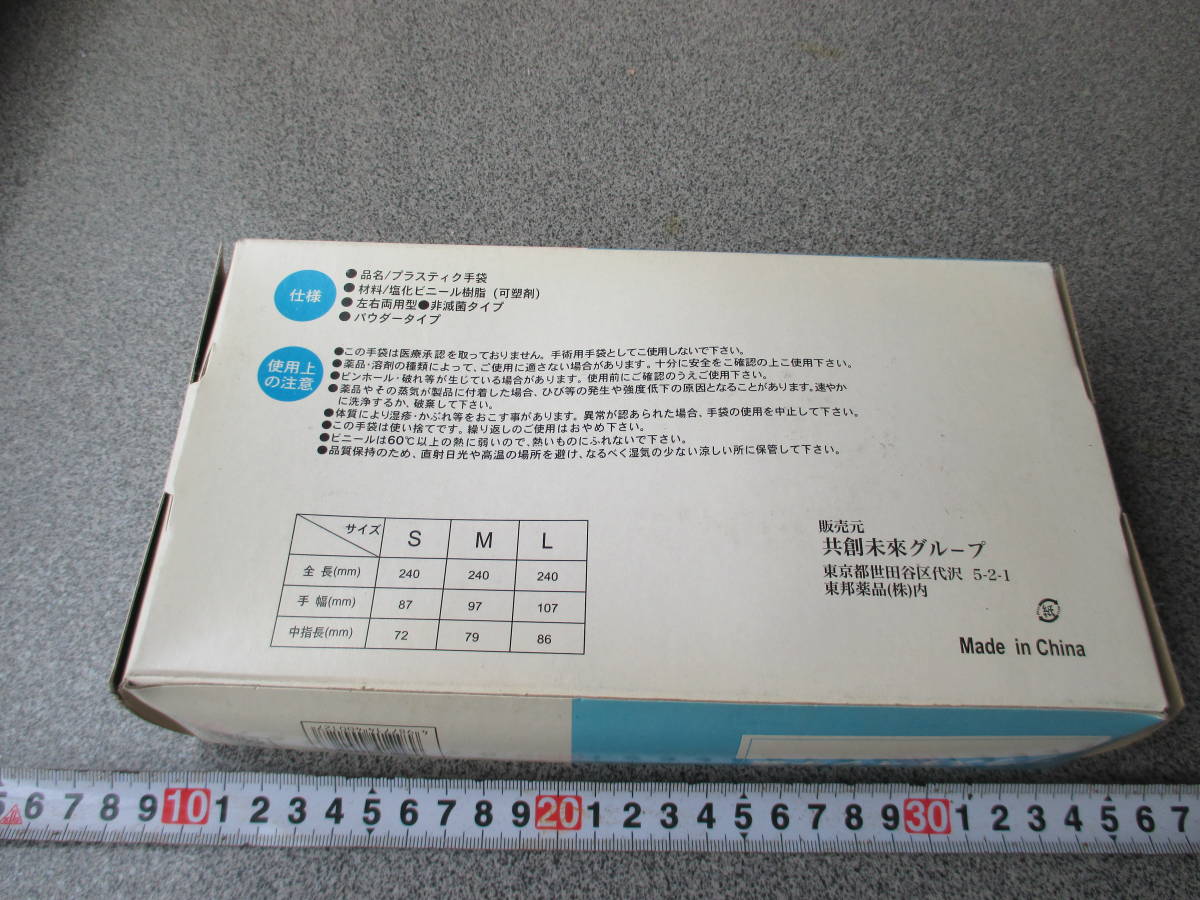 仕様
●品名/プラスティク手袋
●材料/塩化ビニール樹脂（可塑剤）
●左右両用型●非滅菌タイプ
●パウダータイプ
使用上
の注意
●この手袋は医療承認を取っておりません。手術用手袋としてご使用しないで下さい。
●薬品・溶剤の種類によって、ご使用に適さない場合があります。十分に安全をご確認の上ご使用下さい。
●ピンホール・破れ等が生じている場合があります。使用前にご確認のうえご使用下さい。
●薬品やその蒸気が製品に付着した場合、ひび等の発生や強度低下の原因となることがあります。速やか
に洗浄するか、破棄して下さい。
●体質により湿疹・かぶれ等をおこす事があります。異常が認あられた場合、手袋の使用を中止して下さい。
●この手袋は使い捨てです。繰り返しのご使用はおやめ下さい。
●ビニールは60℃以上の熱に弱いので、熱いものにふれないで下さい。
●品質保持のため、直射日光や高温の場所を避け、なるべく湿気の少ない涼しい所に保管して下さい。
サイズ S M L
全長(mm) 240 240 240
手幅(mm) 87 97 107
中指長(mm) 72 79 86
販売元
共創未來グループ
東京都世田谷区代沢 5-2-1
東邦薬品(株)内
紙
Made in China
5 6 7 8 9 10 1 2 3 4 5 6 7 8 9 20 1 2 3 4 5 6 7 8 9 30 1 2 3 4 5 6 7